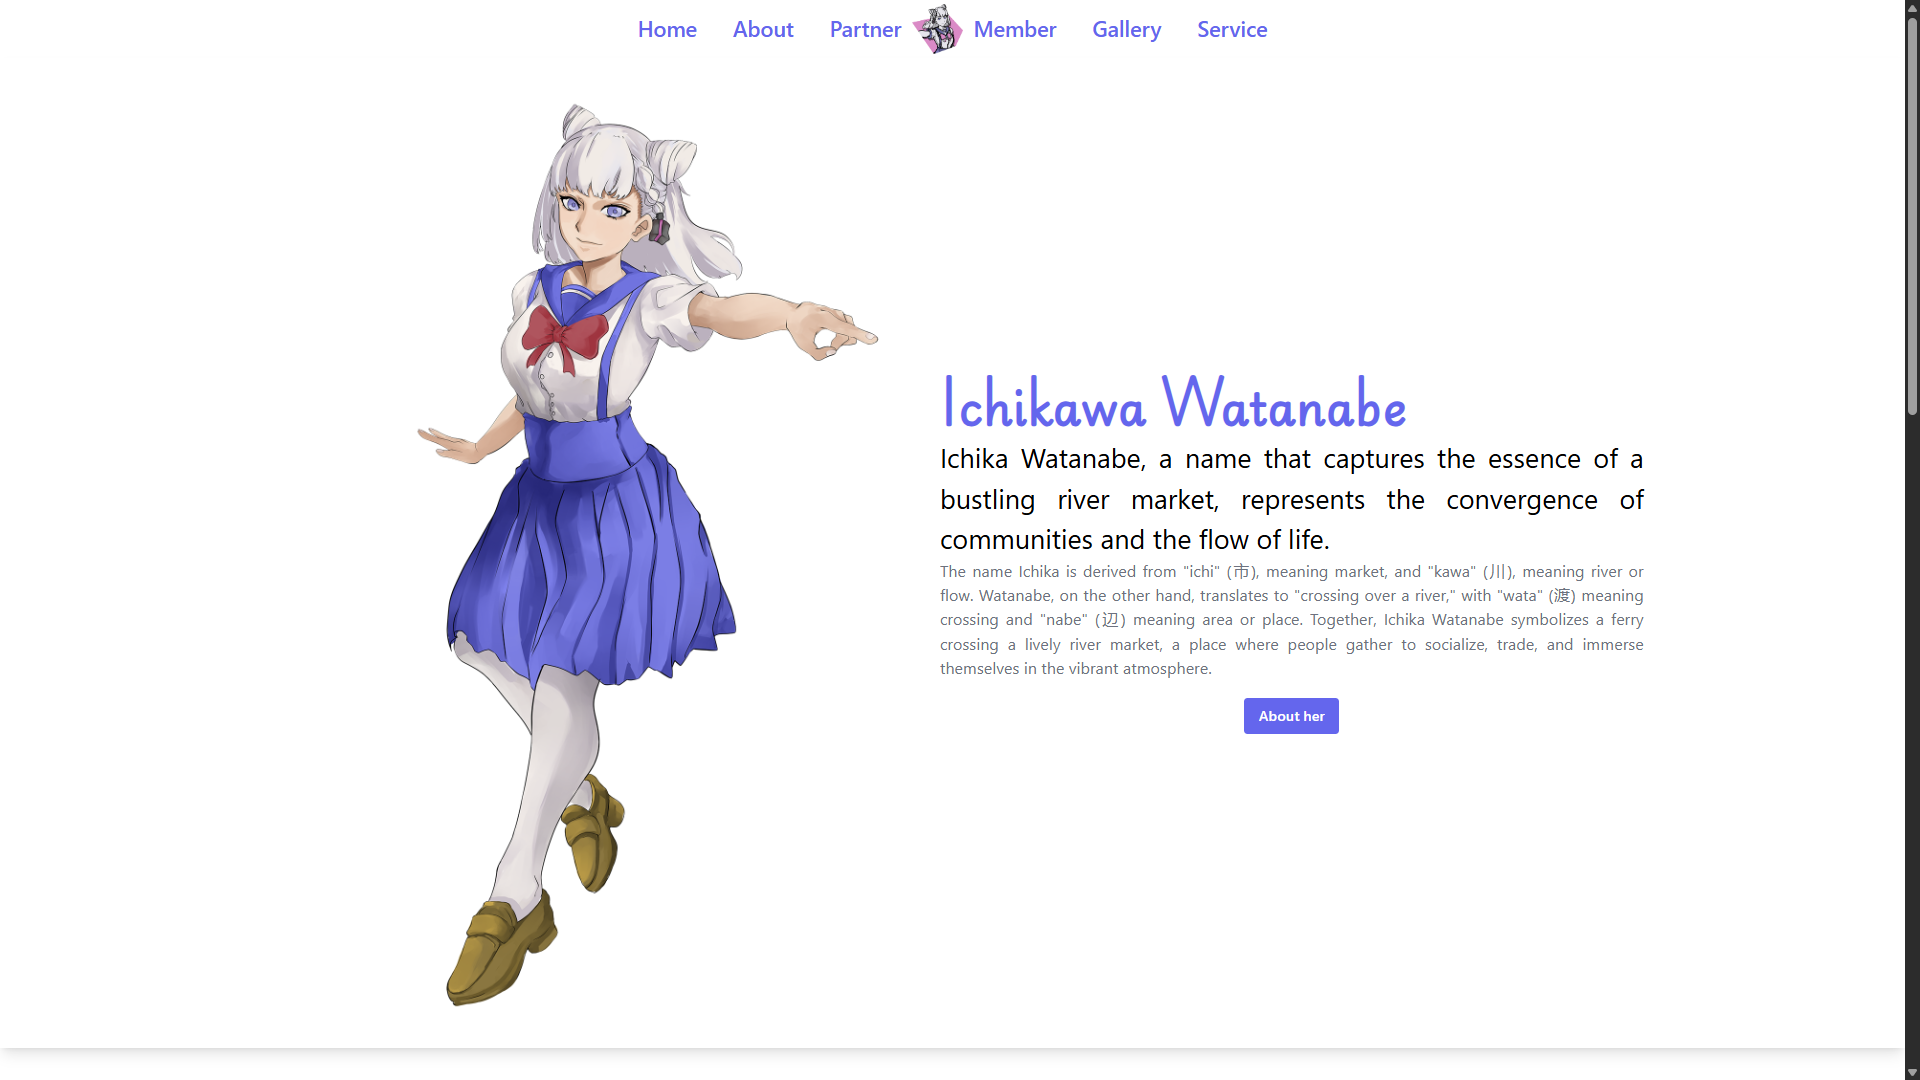 Home About Partner Member Gallery Service
Ichikawa Watanabe
Ichika Watanabe, a name that captures the essence of a
bustling river market, represents the convergence of
communities and the flow of life.
The name Ichika is derived from "ichi" (市), meaning market, and "kawa" (川), meaning river or
flow. Watanabe, on the other hand, translates to "crossing over a river," with "wata" (渡) meaning
crossing and "nabe" (辺) meaning area or place. Together, Ichika Watanabe symbolizes a ferry
crossing a lively river market, a place where people gather to socialize, trade, and immerse
themselves in the vibrant atmosphere.
About her